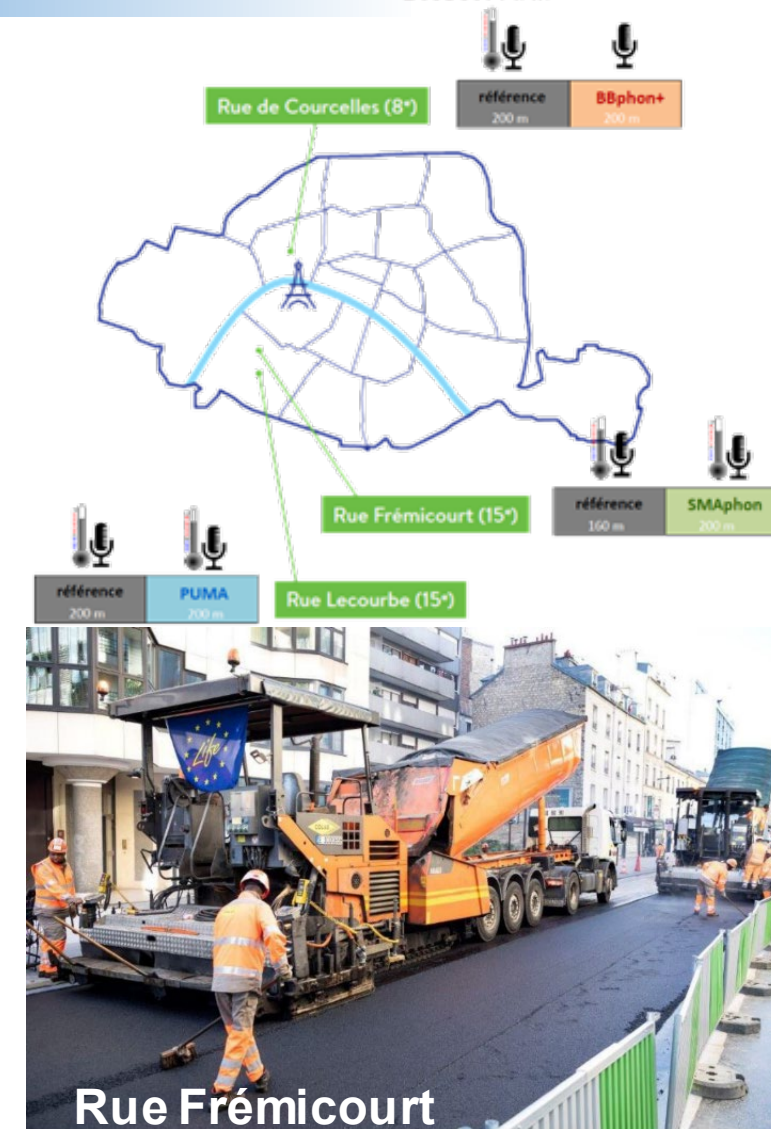 référence
200 m
BBphon+
200 m
Rue de Courcelles (8ᵉ)
Rue Frémicourt (15ᵉ)
référence
160 m
SMAphon
200 m
référence
200 m
PUMA
200 m
Rue Lecourbe (15ᵉ)
Life
Rue Frémicourt